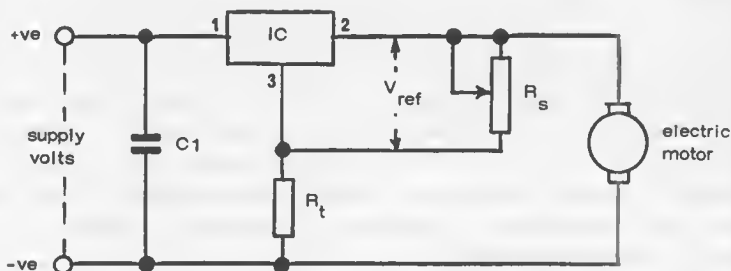 +ve
1
IC
2
3
V ref
R s
supply
volts
C1
electric
motor
R t
-ve